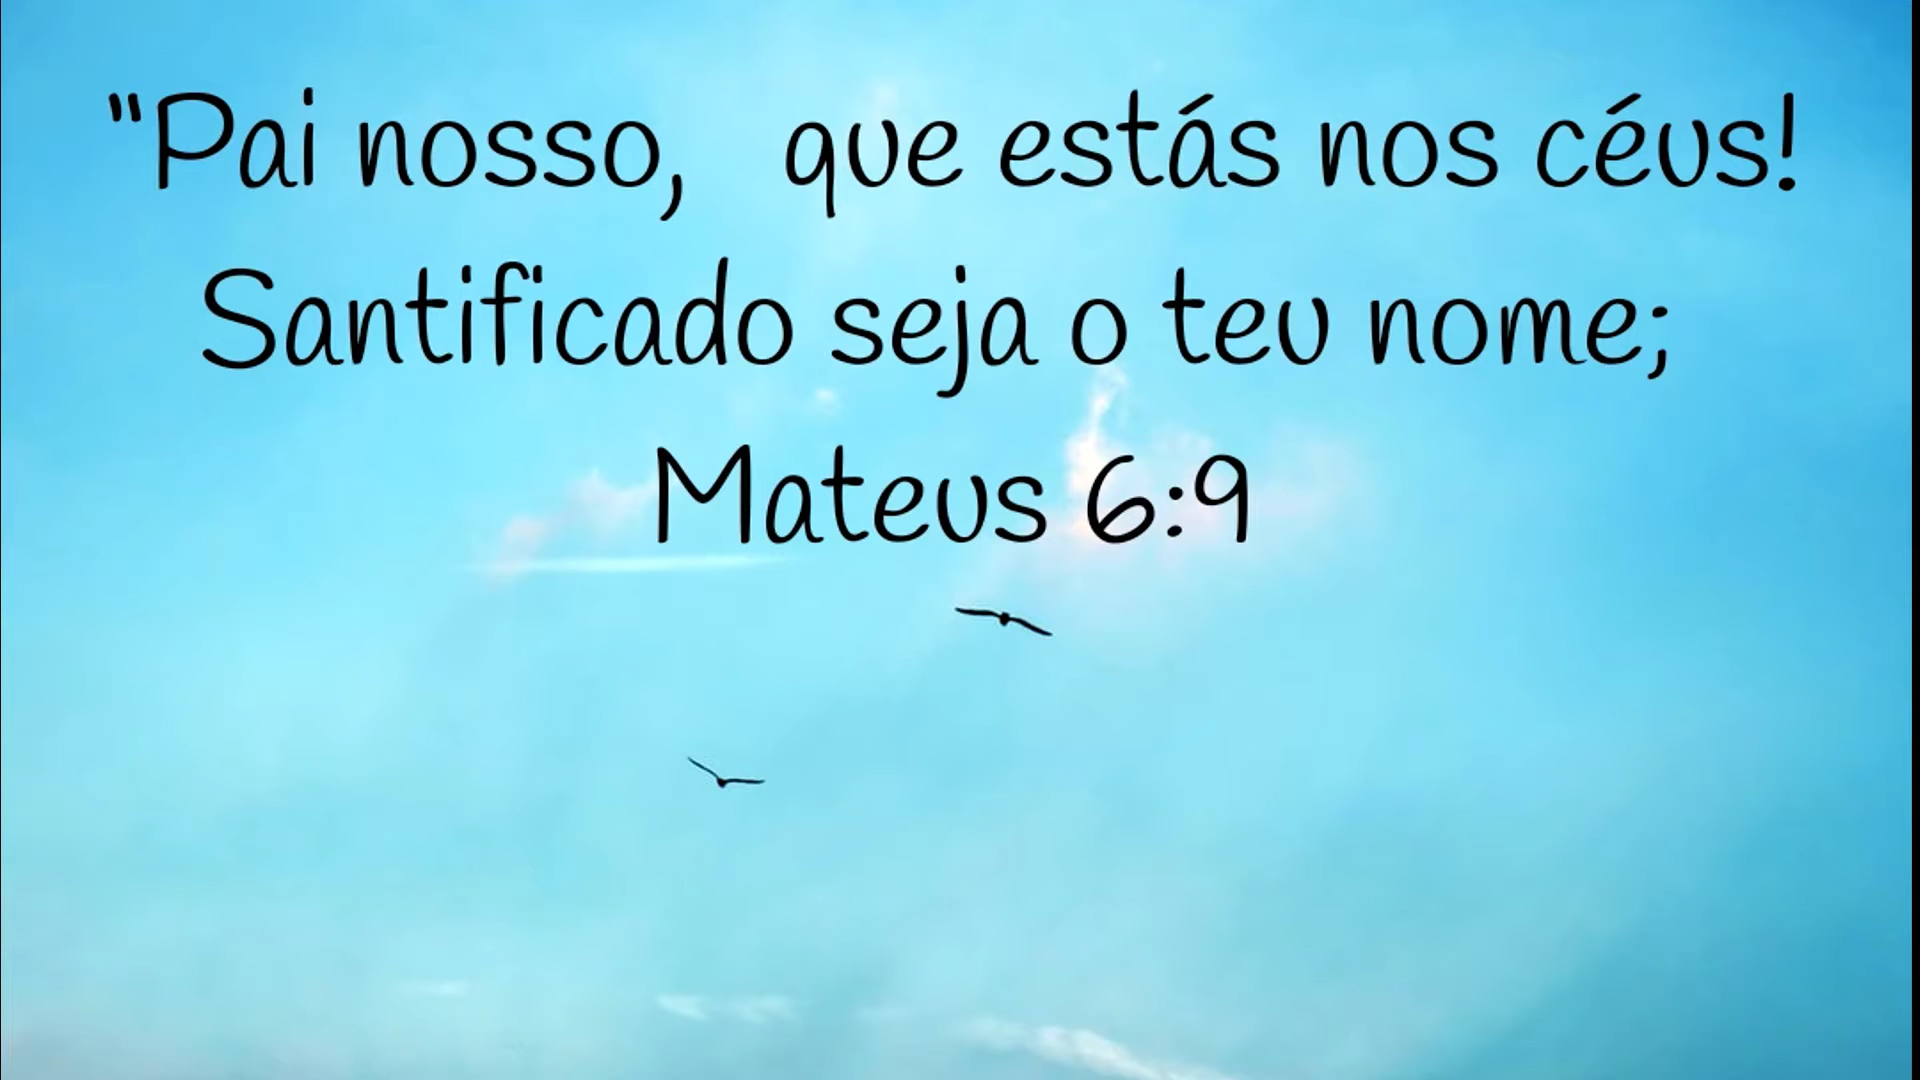 "Pai nosso, que estás nos céus!
Santificado seja o teu nome;
Mateus 6:9